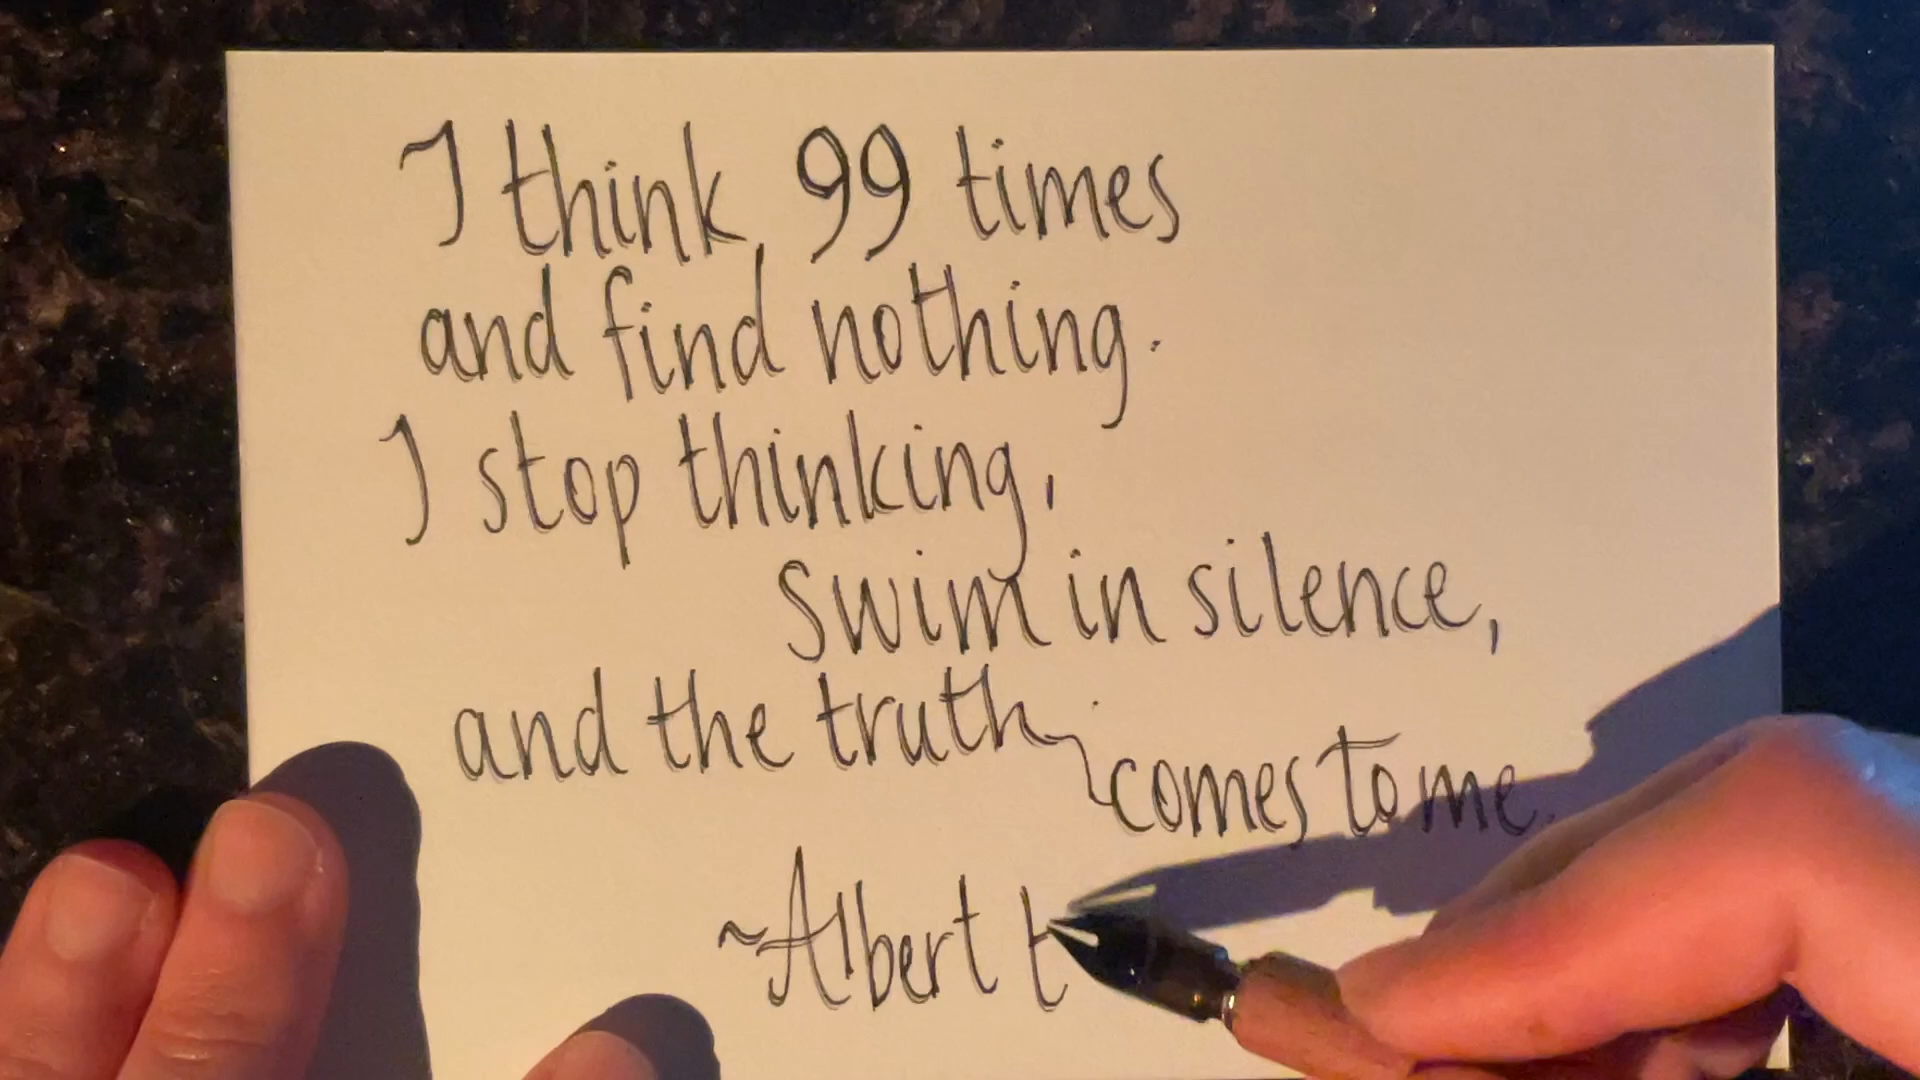 I think 99 times
and find nothing.
I stop thinking,
swim in silence,
and the truth
comes to me.
~Albert